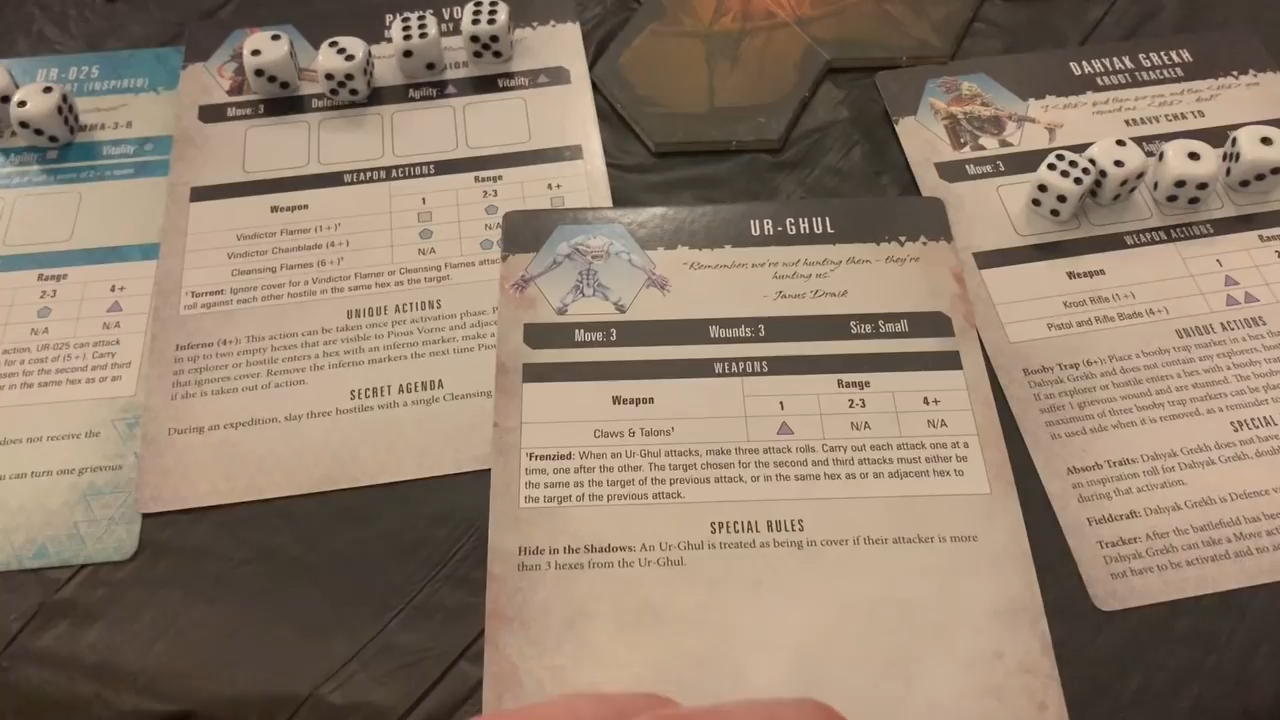 UR-025
(INSPIRED)
MMA-3-B
Agility:
Vitality:
Range
2-3
4+
N/A
N/A
action, UR-025 can attack
for a cost of (5+). Carry
for the second and third
or in the same hex as or an
does not receive the
can turn one grievous
Move: 3
Agility:
Vitality:
WEAPON ACTIONS
Weapon
Range
1
2-3
4+
Vindictor Flamer (1+)¹
Vindictor Chainblade (4+)
N/A
Cleansing Flames (6+)¹
N/A
¹Torrent: Ignore cover for a Vindictor Flamer or Cleansing Flames
roll against each other hostile in the same hex as the target.
UNIQUE ACTIONS
Inferno (4+): This action can be taken once per activation phase.
in up to two empty hexes that are visible to Pious Vorne and
an explorer or hostile enters a hex with an inferno marker, make a
that ignores cover. Remove the inferno markers the next time
if she is taken out of action.
SECRET AGENDA
During an expedition, slay three hostiles with a single Cleansing
UR-GHUL
"Remember, we're not hunting them – they're
hunting us."
– Janus Draik
Move: 3
Wounds: 3
Size: Small
WEAPONS
Weapon
Range
1
2-3
4+
Claws & Talons¹
N/A
N/A
¹Frenzied: When an Ur-Ghul attacks, make three attack rolls. Carry out each attack one at a
time, one after the other. The target chosen for the second and third attacks must either be
the same as the target of the previous attack, or in the same hex as or an adjacent hex to
the target of the previous attack.
SPECIAL RULES
Hide in the Shadows: An Ur-Ghul is treated as being in cover if their attacker is more
than 3 hexes from the Ur-Ghul.
DAHYAK GREKH
KROOT TRACKER
KRAVV'CHA'TO
Move: 3
WEAPON ACTIONS
Weapon
1
Kroot Rifle (1+)
Pistol and Rifle Blade (4+)
UNIQUE ACTIONS
Booby Trap (6+): Place a booby trap marker in a hex
Dahyak Grekh and does not contain any explorers,
If an explorer or hostile enters a hex with a booby
suffer 1 grievous wound and are stunned. The
maximum of three booby trap markers can be
its used side when it is removed, as a reminder
SPECIAL
Absorb Traits: Dahyak Grekh does not have
an inspiration roll for Dahyak Grekh,
during that activation.
Fieldcraft: Dahyak Grekh is Defence
Tracker: After the battlefield has
Dahyak Grekh can take a Move
not have to be activated and no